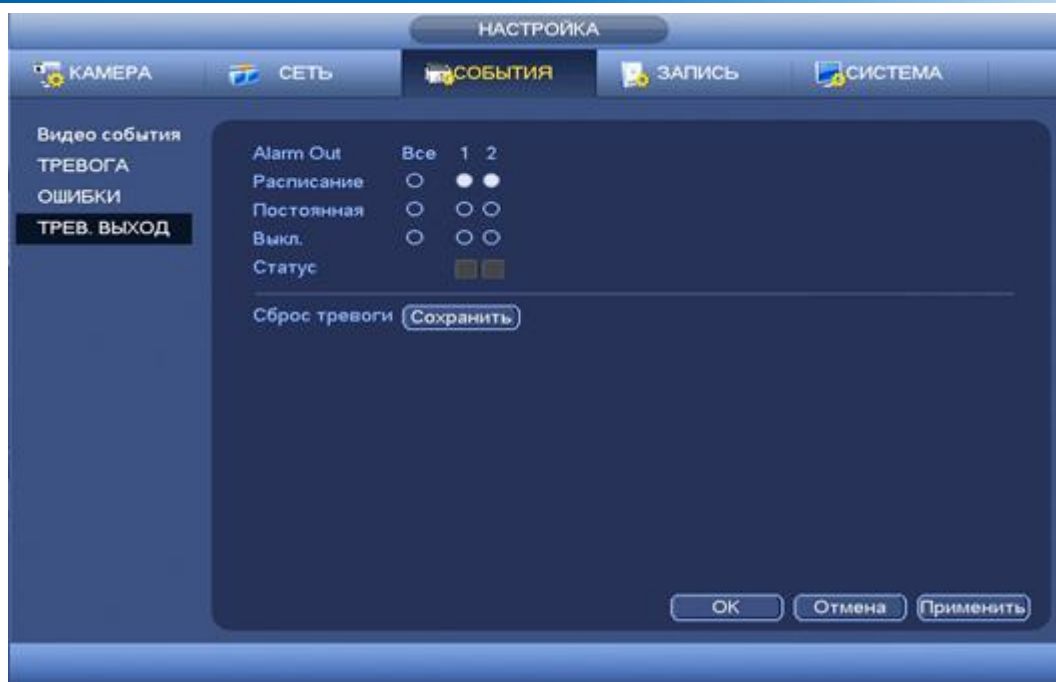 НАСТРОЙКА
КАМЕРА СЕТЬ СОБЫТИЯ ЗАПИСЬ СИСТЕМА
Видео события
ТРЕВОГА
ОШИБКИ
ТРЕВ. ВЫХОД
Alarm Out Все 1 2
Расписание
Постоянная
Выкл.
Статус
Сброс тревоги Сохранить
OK Отмена Применить